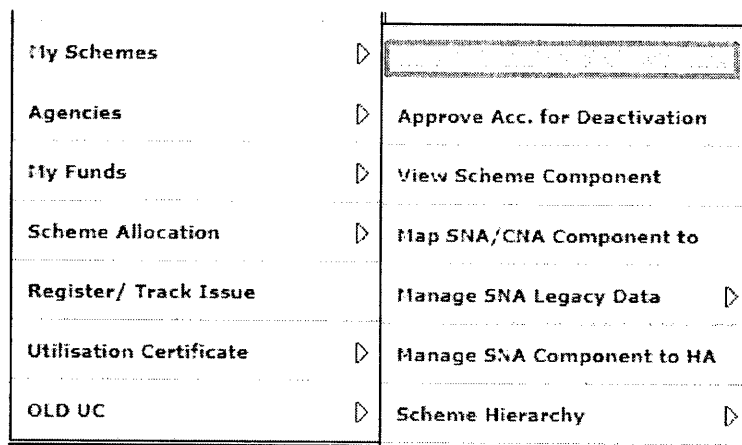 My Schemes
Agencies
My Funds
Scheme Allocation
Register/ Track Issue
Utilisation Certificate
OLD UC
Approve Acc. for Deactivation
View Scheme Component
Map SNA/CNA Component to
Manage SNA Legacy Data
Manage SNA Component to HA
Scheme Hierarchy